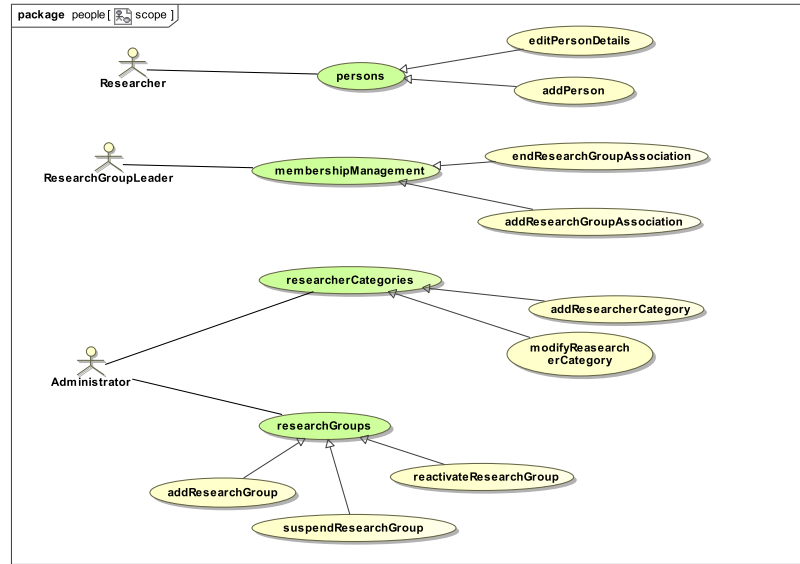 package people [ scope ]
editPersonDetails
persons
addPerson
Researcher
endResearchGroupAssociation
membershipManagement
ResearchGroupLeader
addResearchGroupAssociation
researcherCategories
addResearcherCategory
modifyReasearch
erCategory
Administrator
researchGroups
reactivateResearchGroup
addResearchGroup
suspendResearchGroup